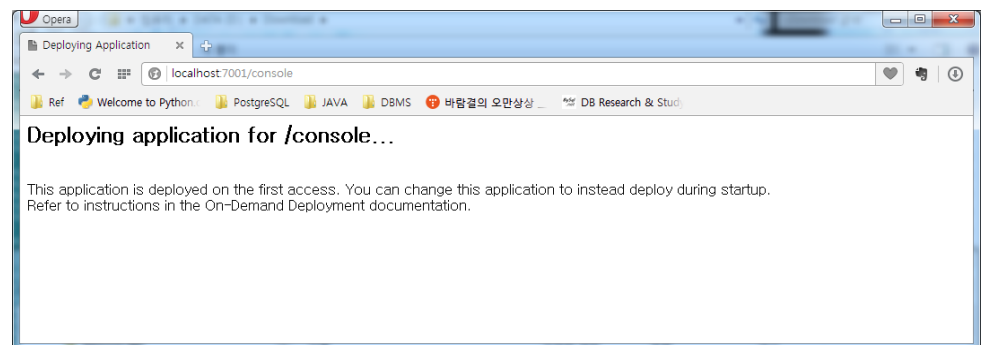 Opera
Deploying Application
localhost:7001/console
Ref Welcome to Python. PostgreSQL JAVA DBMS 바람결의 오만상상 _ DB Research & Study
Deploying application for /console...
This application is deployed on the first access. You can change this application to instead deploy during startup.
Refer to instructions in the On-Demand Deployment documentation.